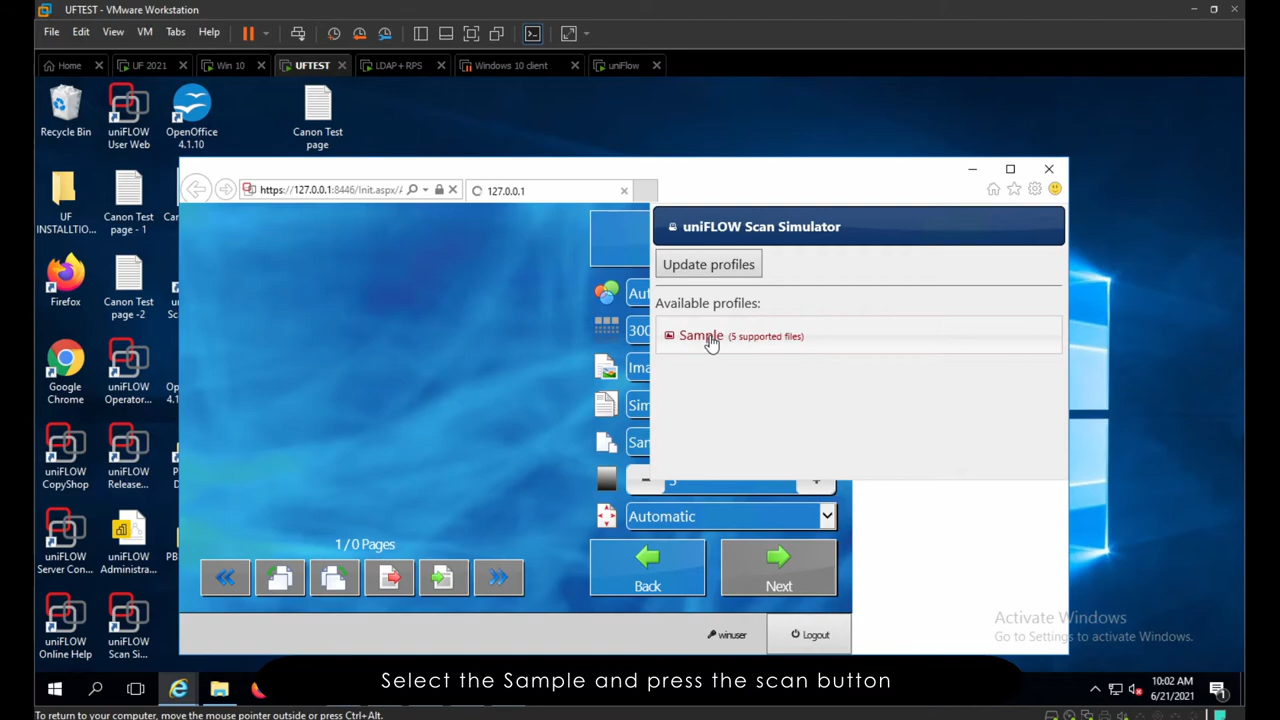 UFTEST - VMware Workstation
File Edit View VM Tabs Help
Home UF 2021 Win 10 UFTEST LDAP + RPS Windows 10 client uniFlow
Recycle Bin
uniFLOW User Web
OpenOffice 4.1.10
Canon Test page
https://127.0.0.1:8446/Init.aspx/
127.0.0.1
uniFLOW Scan Simulator
Update profiles
Available profiles:
Sample (5 supported files)
UF INSTALLTIO...
Canon Test page - 1
Firefox
Canon Test page -2
Google Chrome
uniFLOW Operator...
uniFLOW CopyShop
uniFLOW Release...
uniFLOW Server Con...
uniFLOW Administra...
uniFLOW Online Help
uniFLOW Scan Si...
300
Automatic
1 / 0 Pages
Back Next
winuser Logout
Activate Windows
Go to Settings to activate Windows.
Select the Sample and press the scan button
10:02 AM
6/21/2021
1
To return to your computer, move the mouse pointer outside or press Ctrl+Alt.